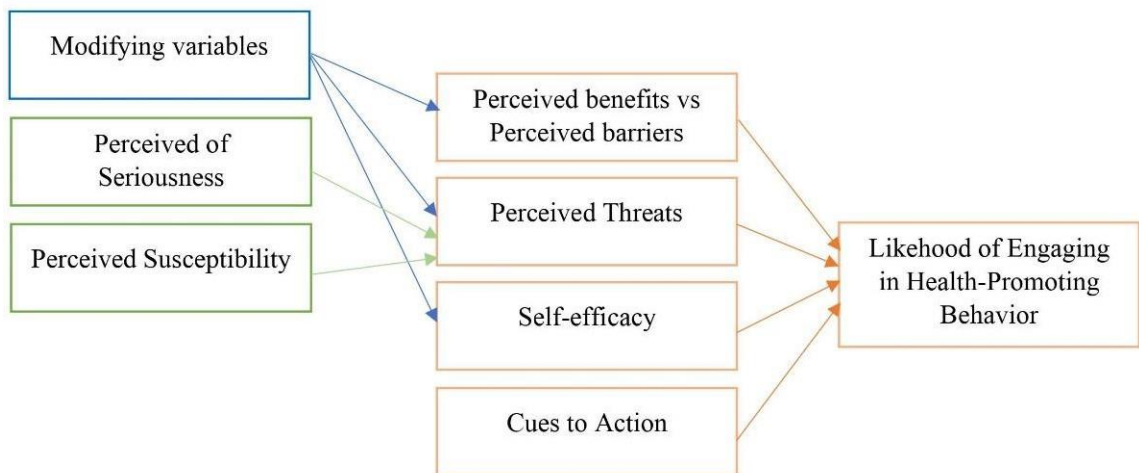 Modifying variables
Perceived of
Seriousness
Perceived Susceptibility
Perceived benefits vs
Perceived barriers
Perceived Threats
Self-efficacy
Cues to Action
Likehood of Engaging
in Health-Promoting
Behavior